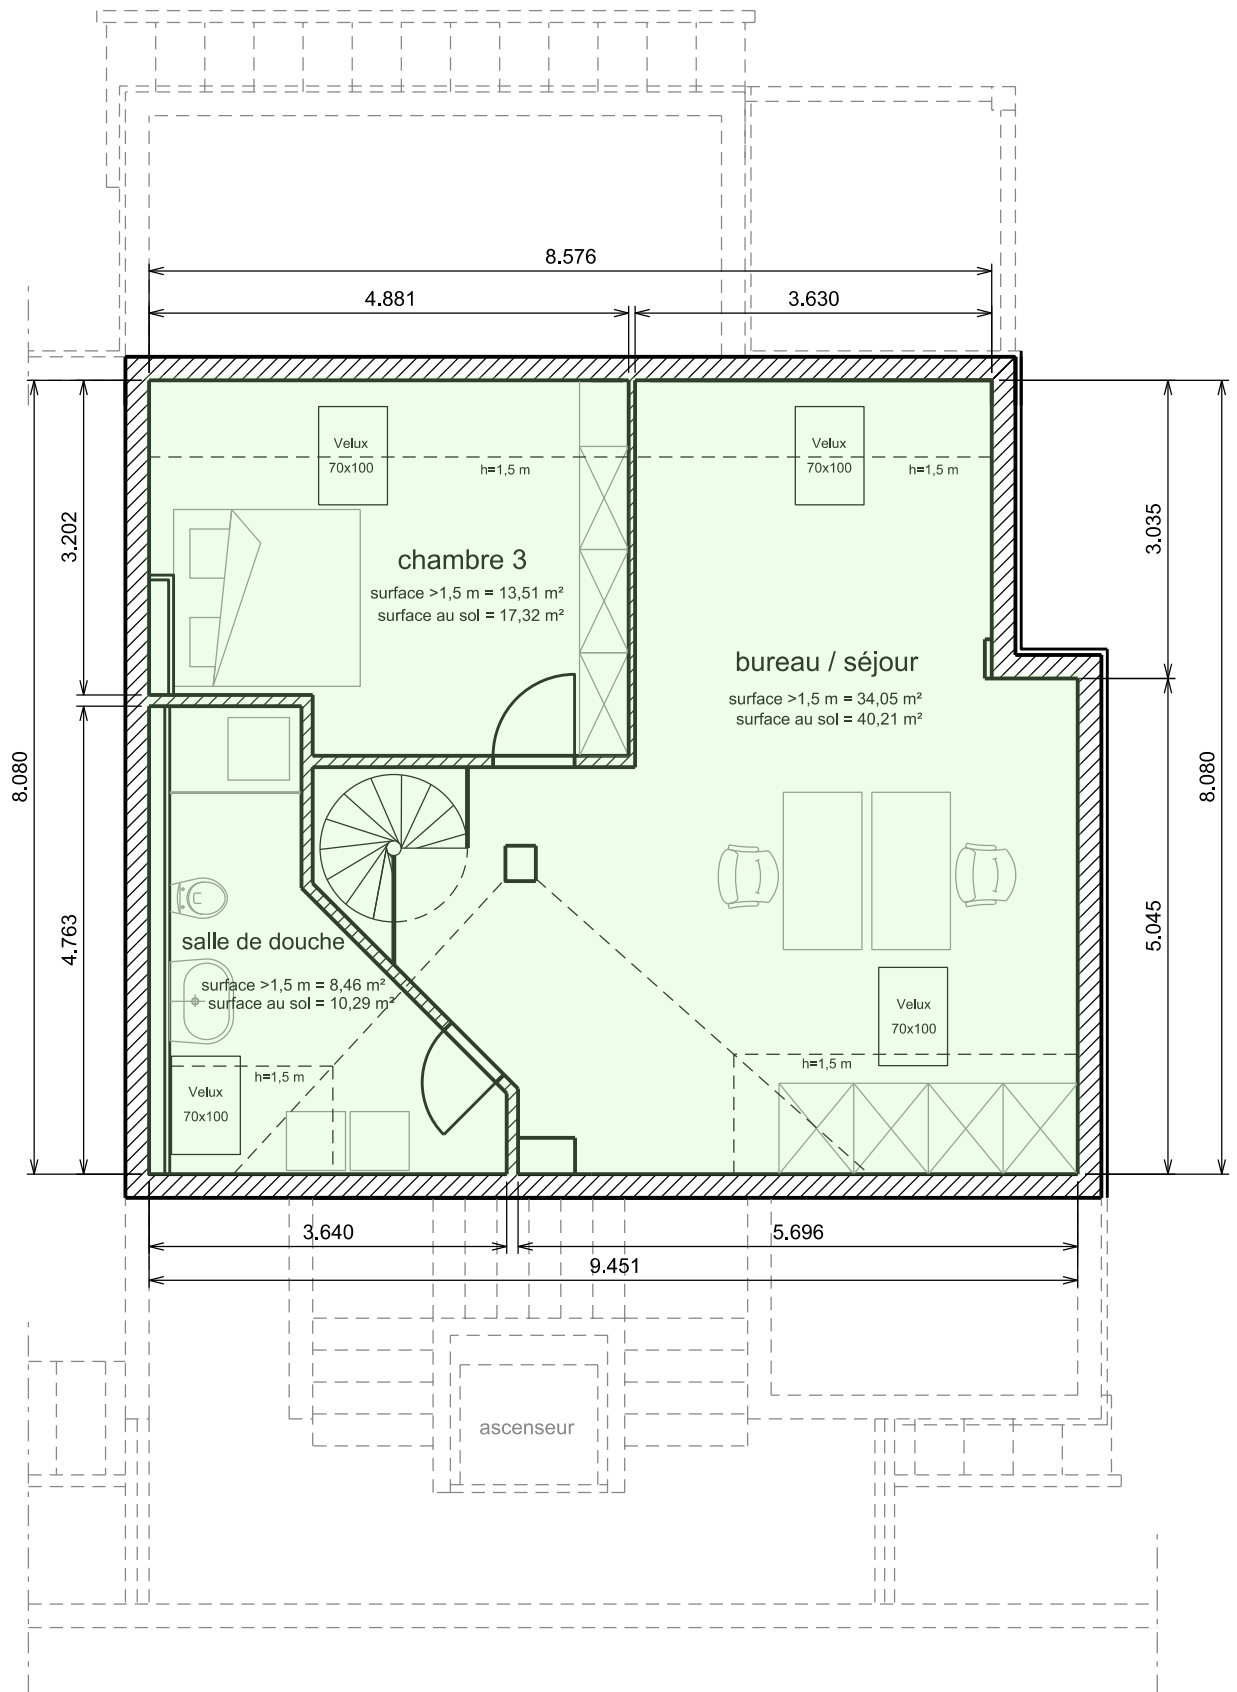 8.576
4.881
3.630
Velux
70x100
h=1,5 m
Velux
70x100
h=1,5 m
3.202
3.035
chambre 3
surface >1,5 m = 13,51 m²
surface au sol = 17,32 m²
bureau / séjour
surface >1,5 m = 34,05 m²
surface au sol = 40,21 m²
8.080
8.080
4.763
5.045
salle de douche
surface >1,5 m = 8,46 m²
surface au sol = 10,29 m²
Velux
70x100
h=1,5 m
h=1,5 m
Velux
70x100
3.640
5.696
9.451
ascenseur